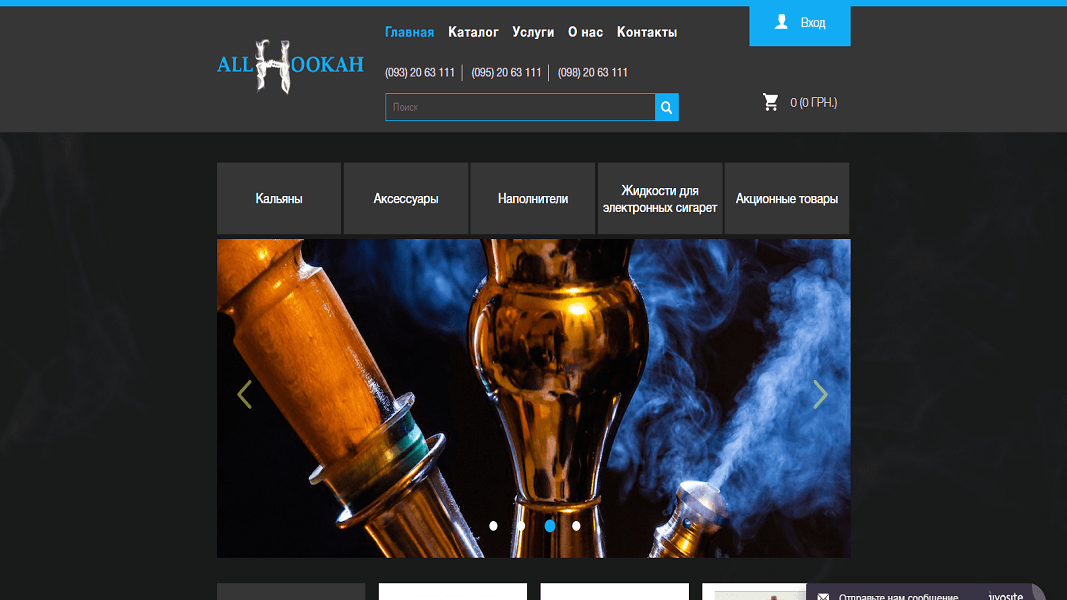 Главная Каталог Услуги О нас Контакты
Вход
ALL HOOKAH
(093) 20 63 111 (095) 20 63 111 (098) 20 63 111
Поиск
0 (0 ГРН.)
Кальяны
Аксессуары
Наполнители
Жидкости для
электронных сигарет
Акционные товары
Отправьте нам сообщение
jivosite